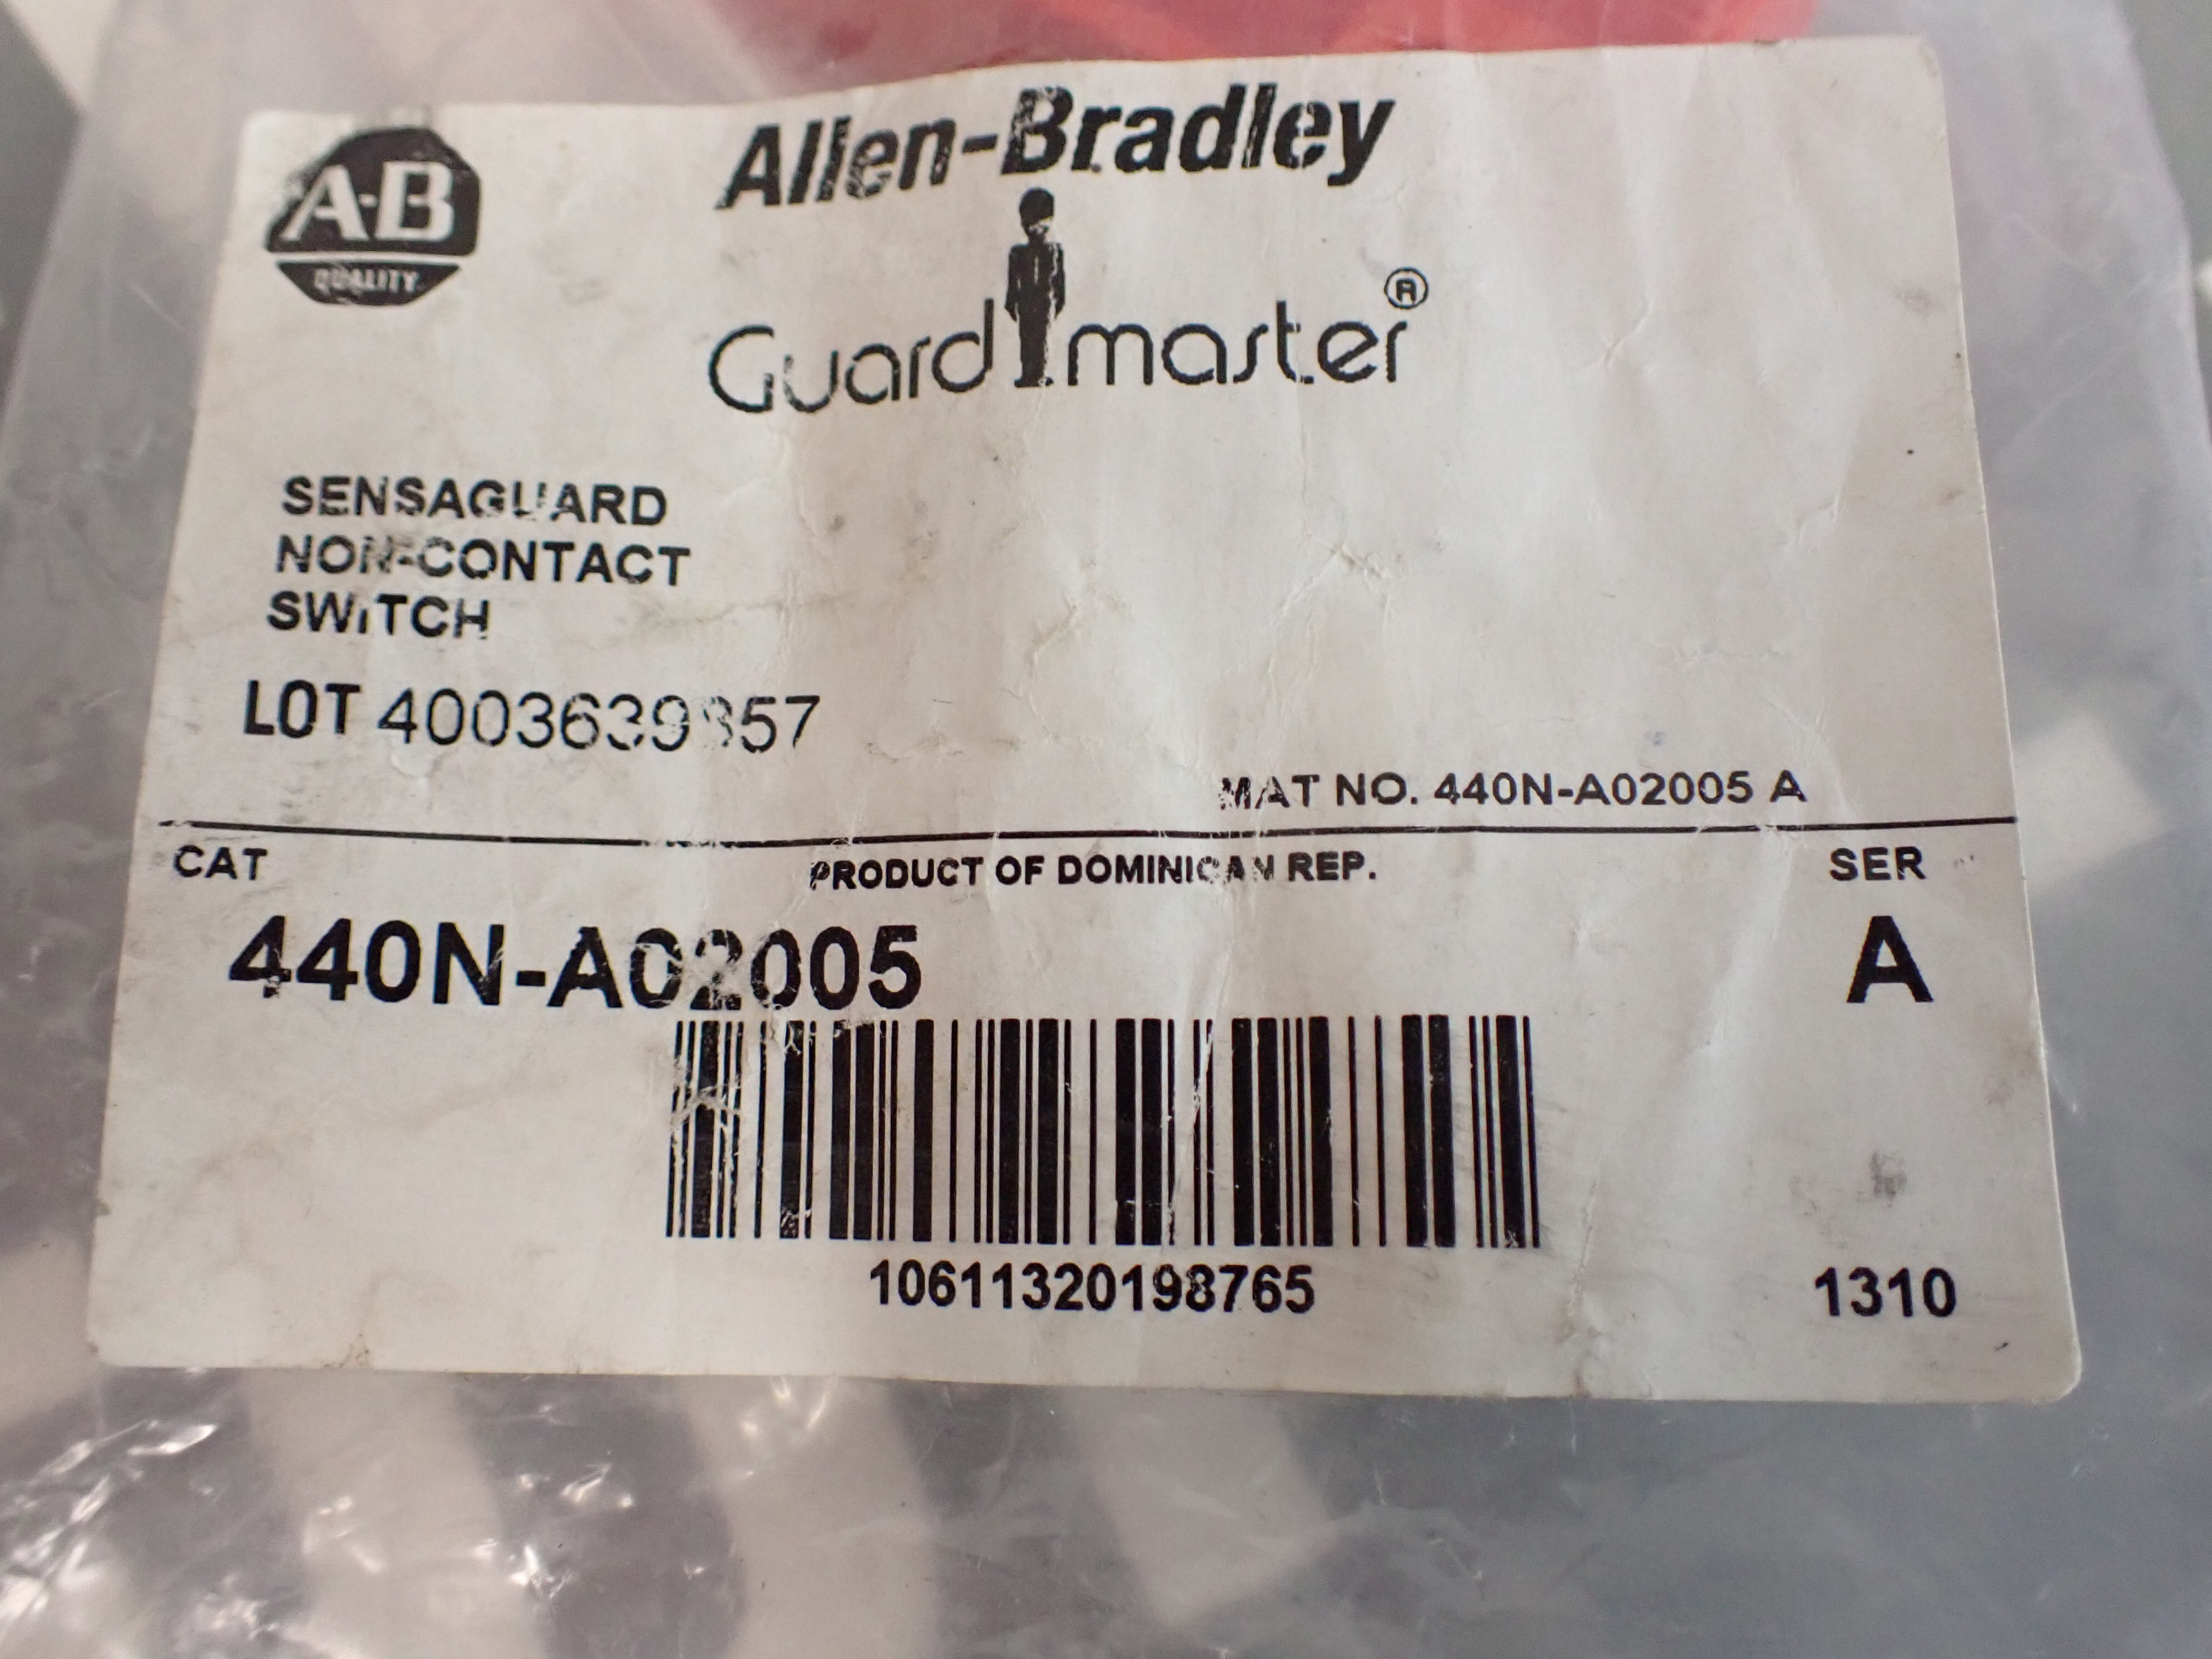 A-B
QUALITY
Allen-Bradley
Guardmaster®
SENSAGUARD
NON-CONTACT
SWITCH
LOT
MAT NO. 440N-A02005 A
CAT
PRODUCT OF DOMINICAN REP.
SER
440N-A02005
A
10611320198765
1310